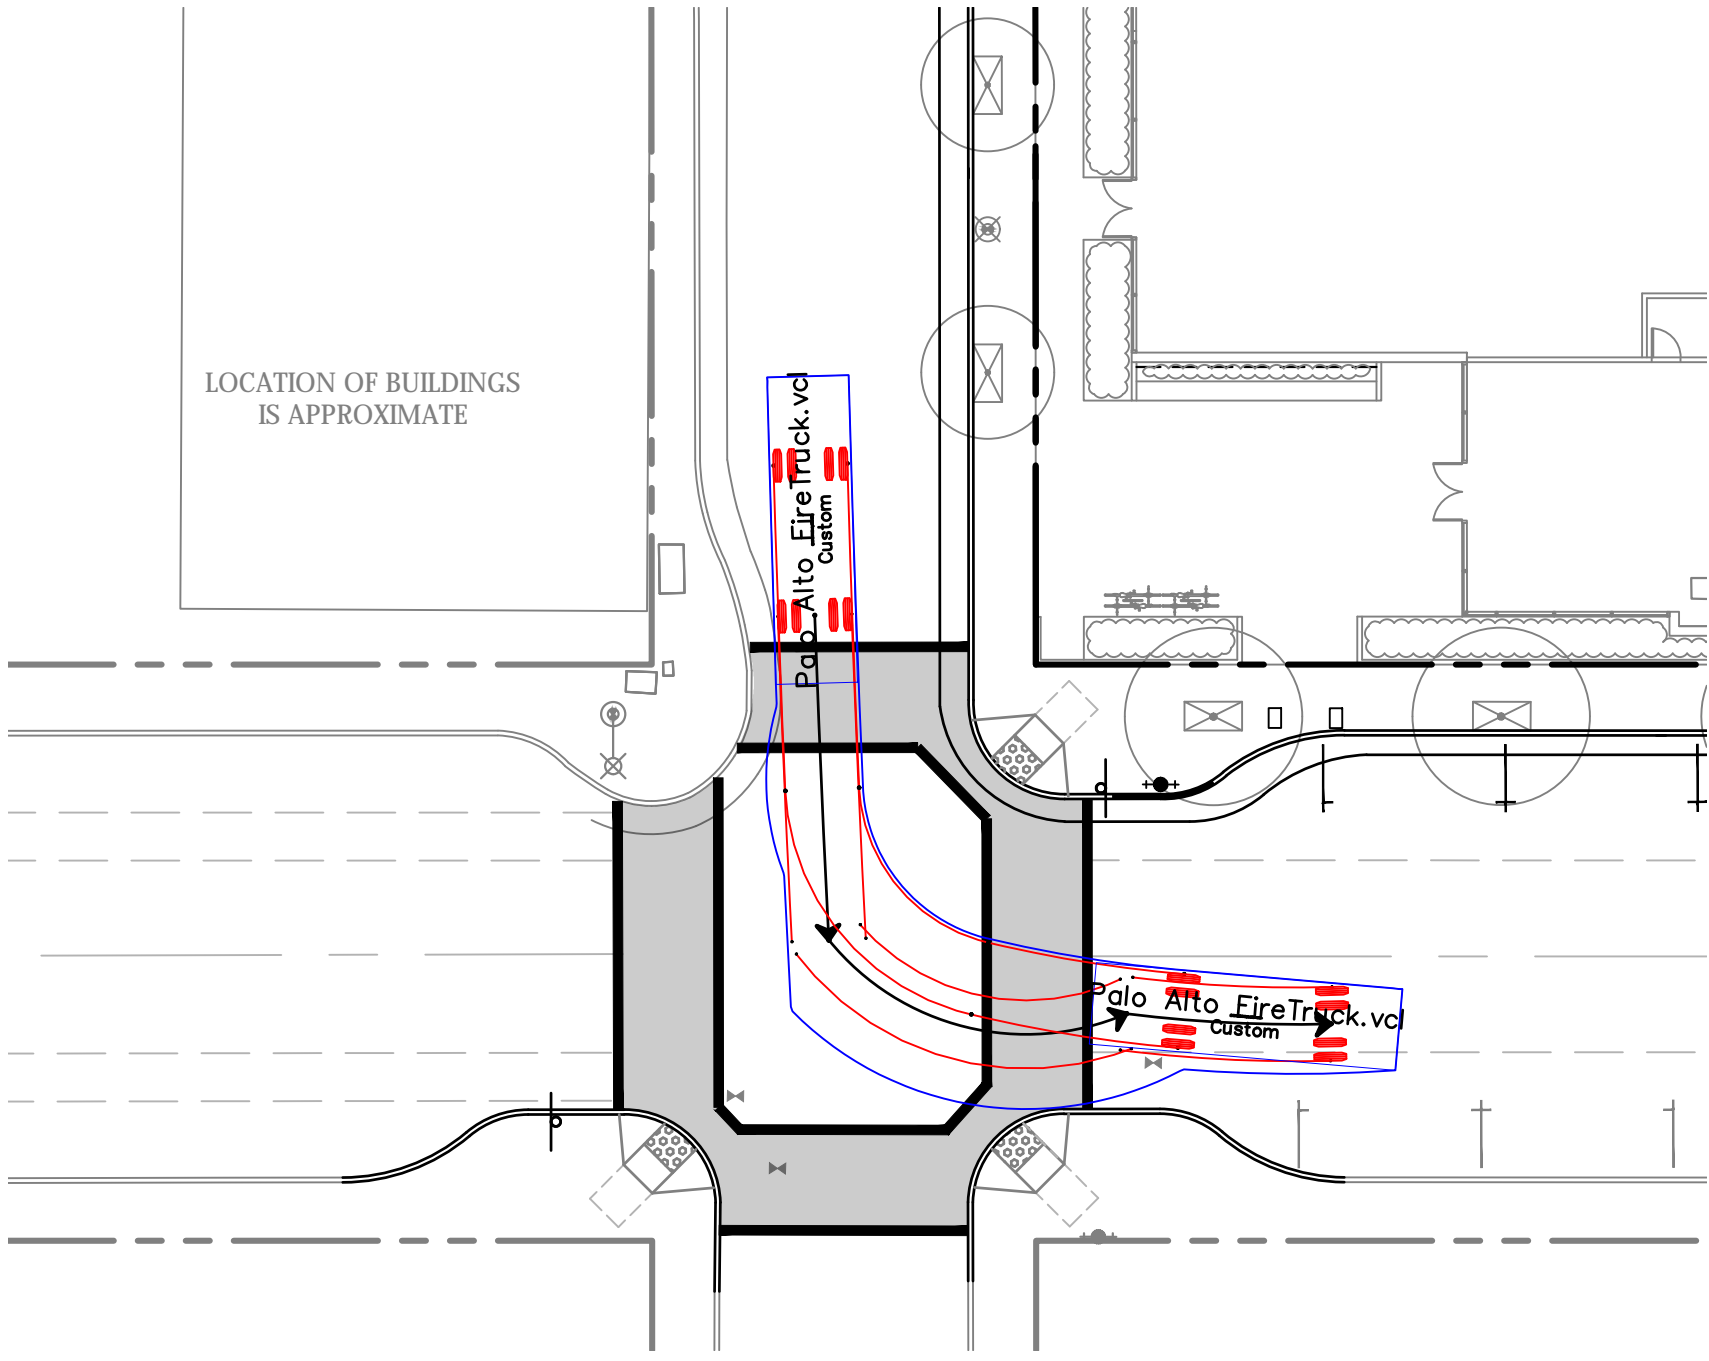 LOCATION OF BUILDINGS
IS APPROXIMATE
Palo Alto FireTruck.vcl
Custom
Palo Alto FireTruck.vcl
Custom